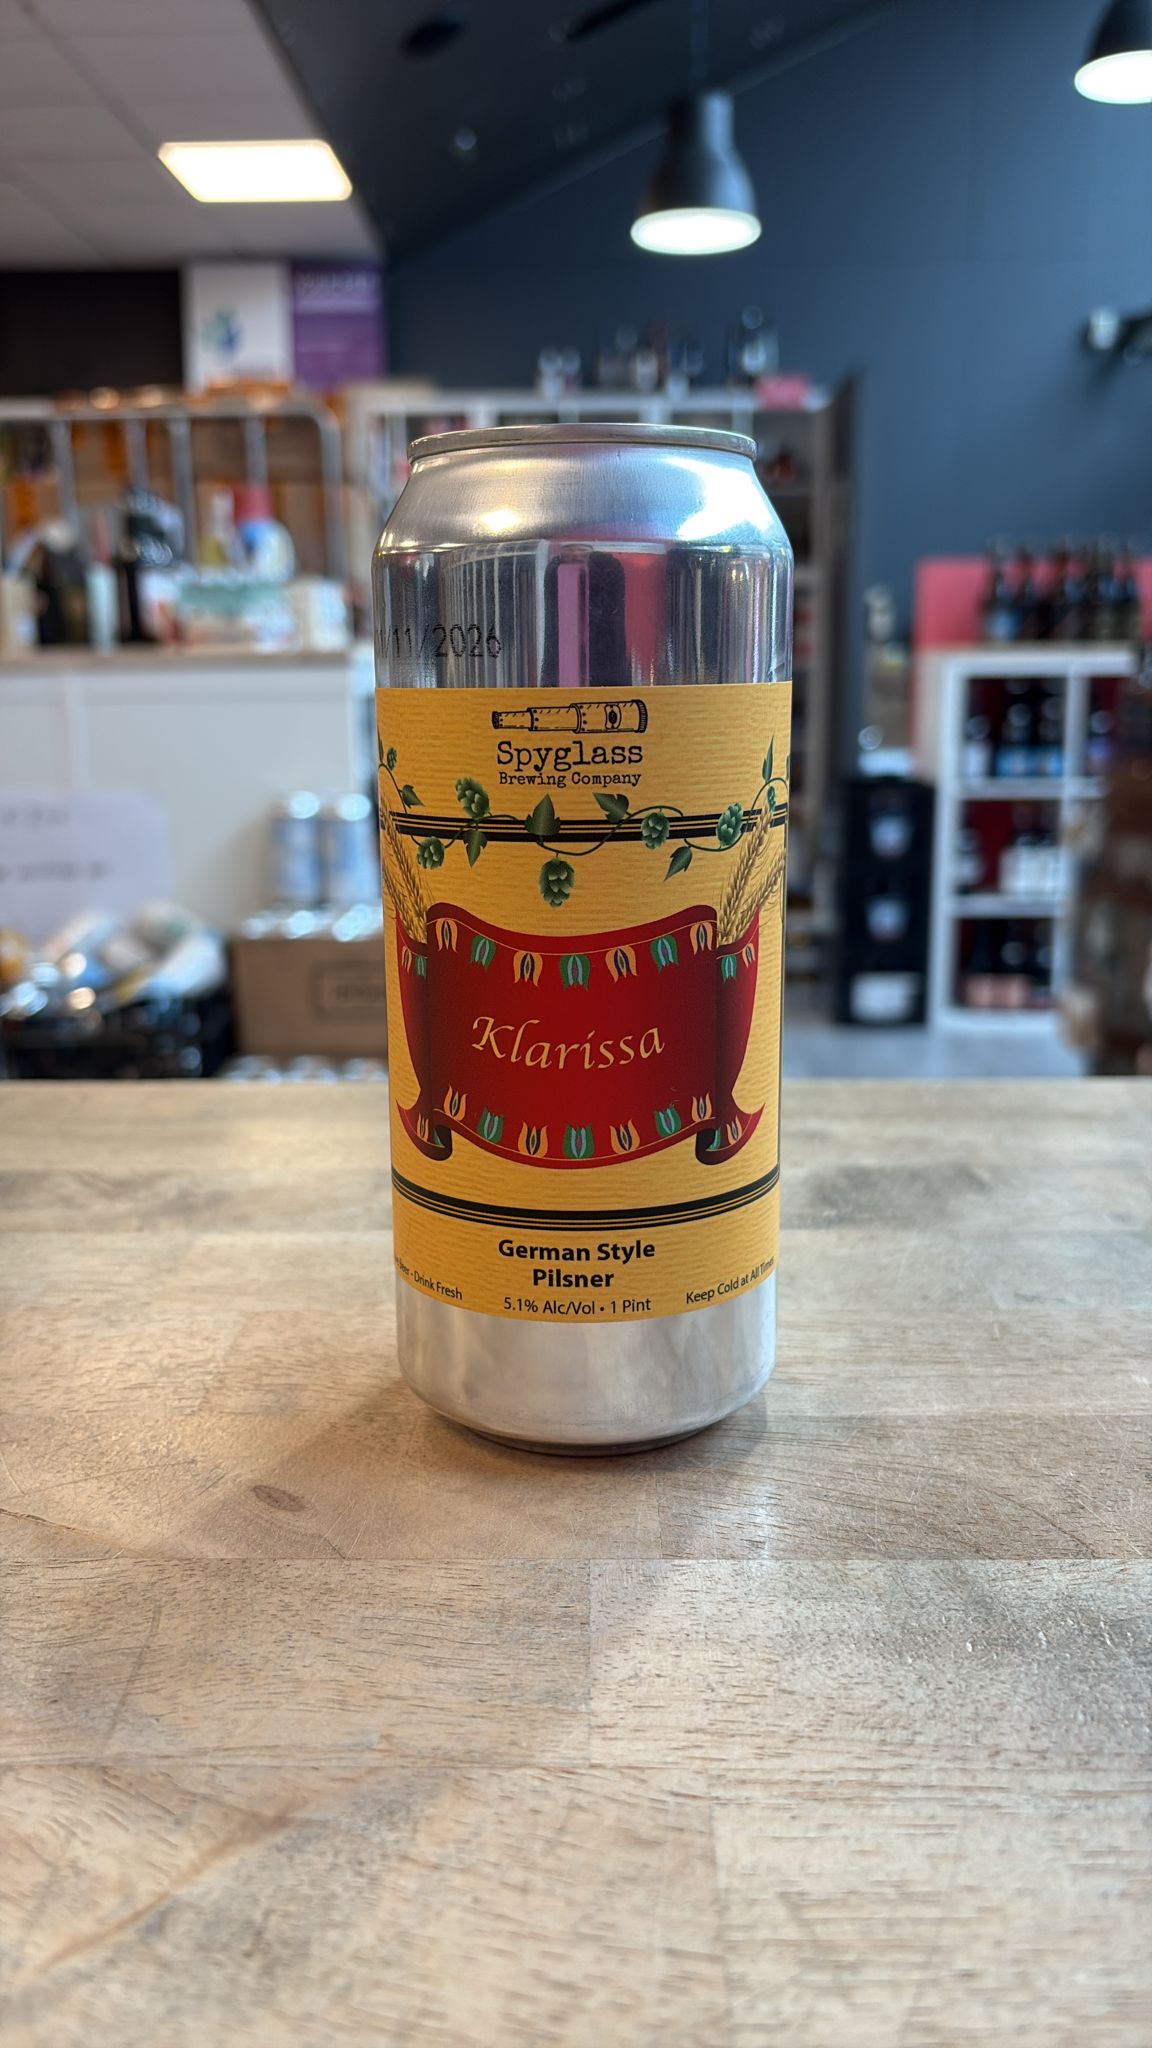 /11/2026
Spyglass
Brewing Company
Klarissa
German Style
Pilsner
Beer - Drink Fresh
5.1% Alc/Vol • 1 Pint
Keep Cold at All Times